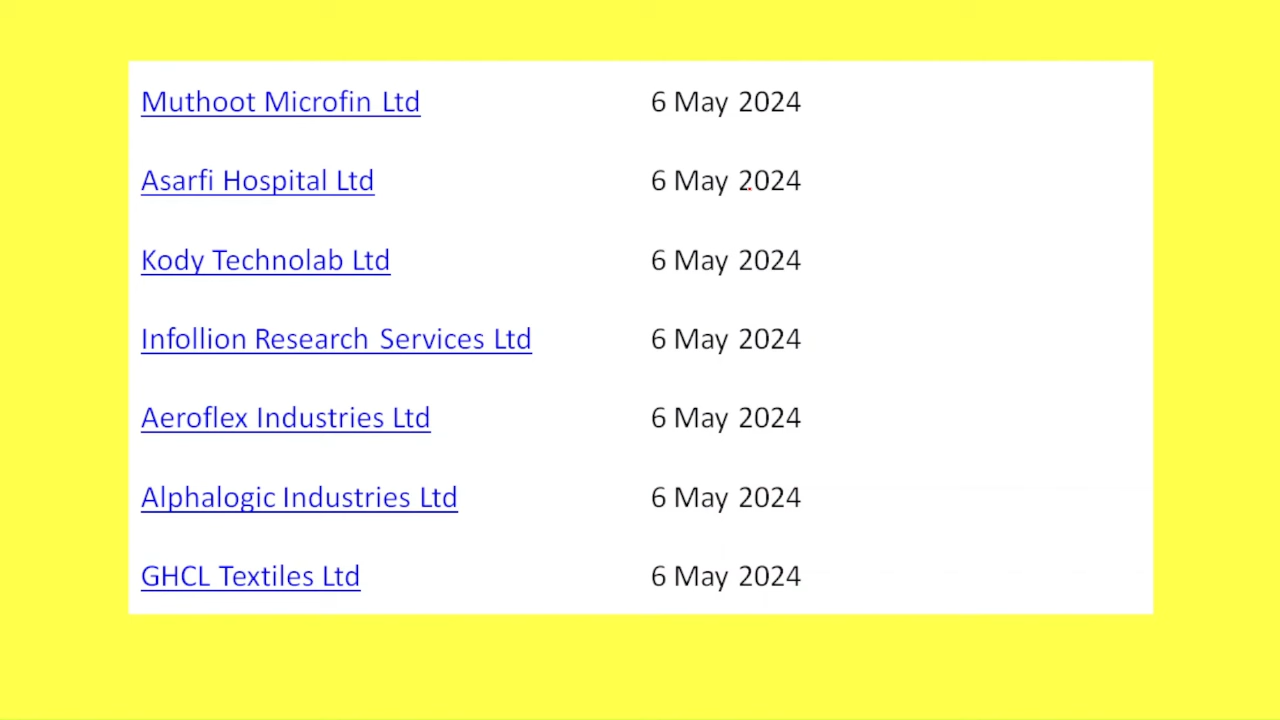 Muthoot Microfin Ltd 6 May 2024
Asarfi Hospital Ltd 6 May 2024
Kody Technolab Ltd 6 May 2024
Infollion Research Services Ltd 6 May 2024
Aeroflex Industries Ltd 6 May 2024
Alphalogic Industries Ltd 6 May 2024
GHCL Textiles Ltd 6 May 2024